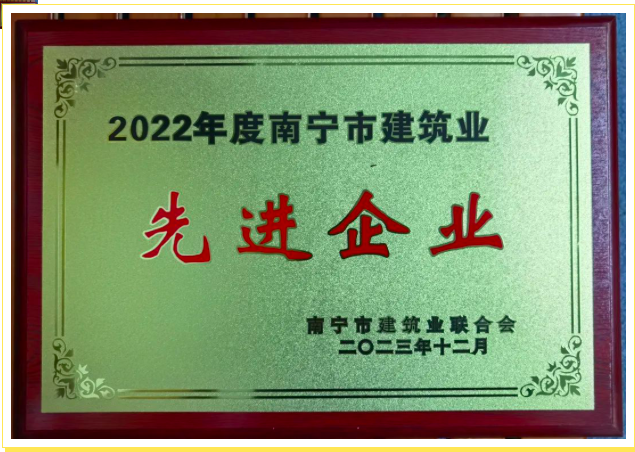 2022年度南宁市建筑业
先进企业
南宁市建筑业联合会
二〇二三年十二月